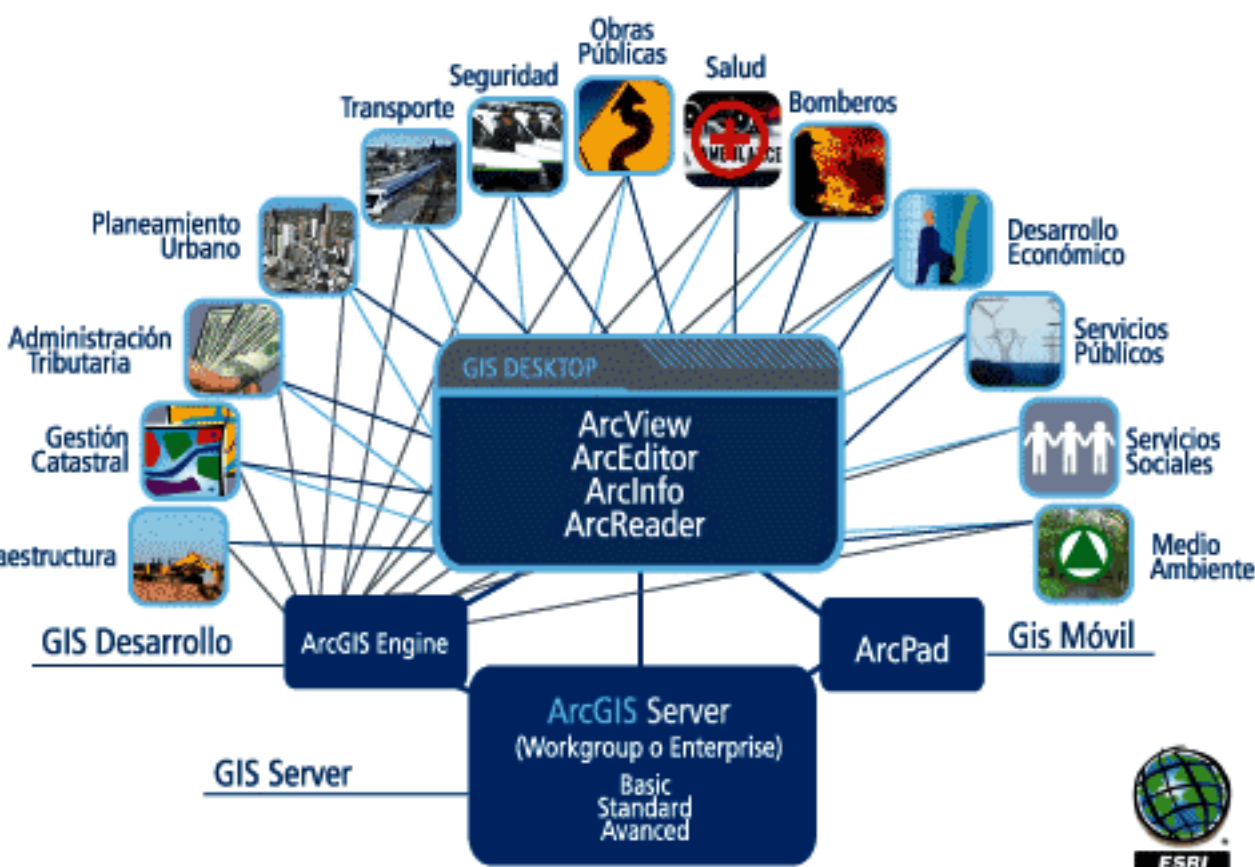 Obras
Públicas
Seguridad
Salud
Transporte
Bomberos
Planeamiento
Urbano
Desarrollo
Económico
Administración
Tributaria
Servicios
Públicos
Gestión
Catastral
Servicios
Sociales
aestructura
Medio
Ambiente
AMBULANCE
GIS DESKTOP
ArcView
ArcEditor
ArcInfo
ArcReader
GIS Desarrollo
ArcGIS Engine
ArcPad
Gis Móvil
ArcGIS Server
(Workgroup o Enterprise)
Basic
Standard
Avanced
GIS Server
ESRI